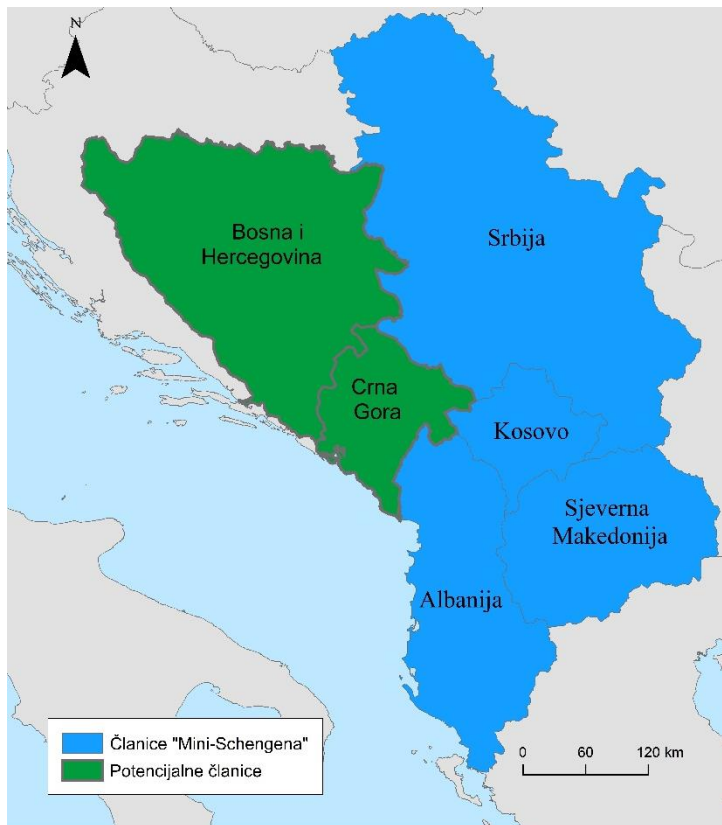 N
Bosna i
Hercegovina
Srbija
Crna
Gora
Kosovo
Sjeverna
Makedonija
Albanija
Članice "Mini-Schengena"
Potencijalne članice
0 60 120 km